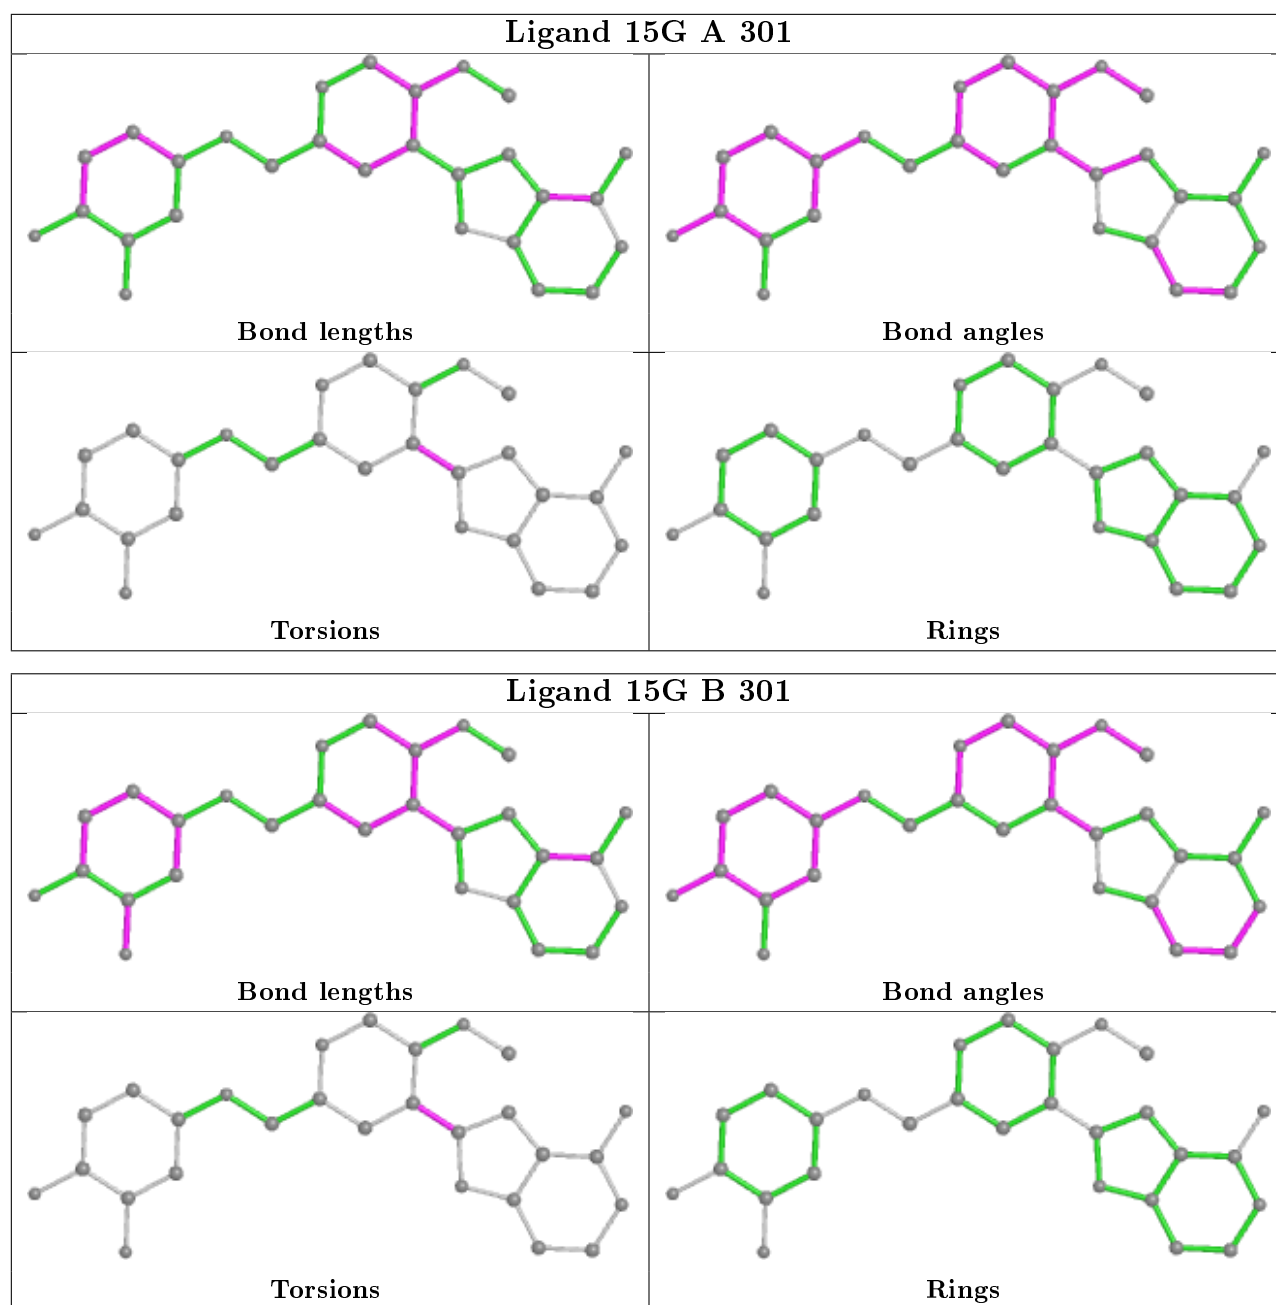 Ligand 15G A 301
Bond lengths
Bond angles
Torsions
Rings
Ligand 15G B 301
Bond lengths
Bond angles
Torsions
Rings